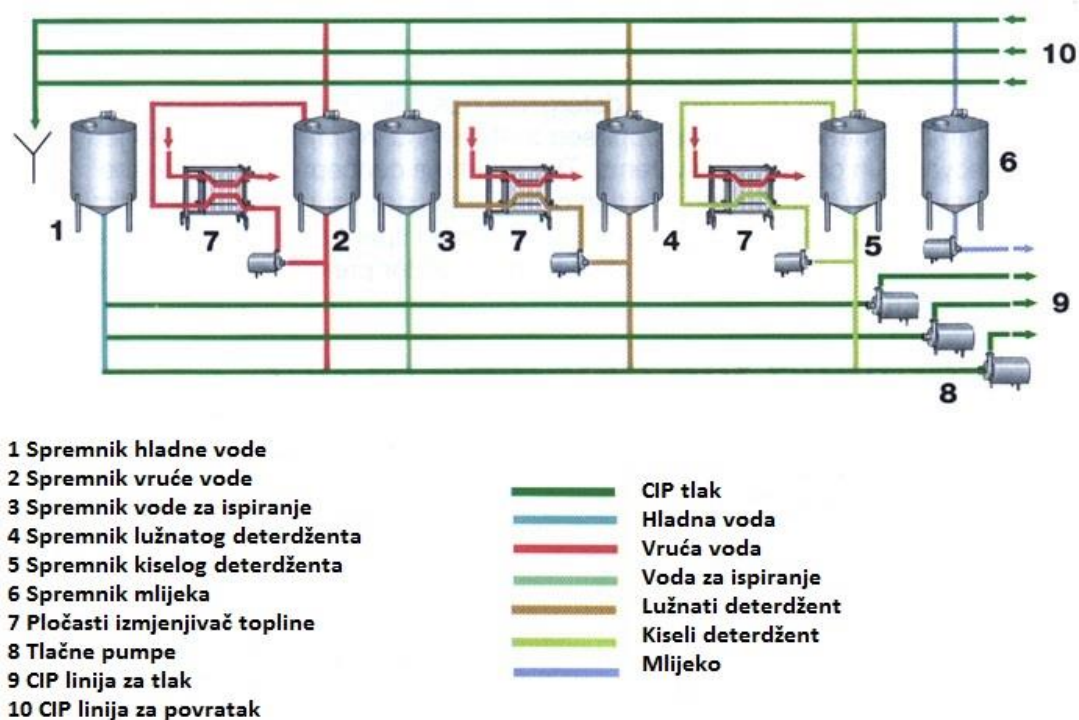 10
1
7
2
3
7
4
7
5
6
9
8
1 Spremnik hladne vode
2 Spremnik vruće vode
3 Spremnik vode za ispiranje
4 Spremnik lužnatog deterdženta
5 Spremnik kiselog deterdženta
6 Spremnik mlijeka
7 Pločasti izmjenjivač topline
8 Tlačne pumpe
9 CIP linija za tlak
10 CIP linija za povratak
CIP tlak
Hladna voda
Vruća voda
Voda za ispiranje
Lužnati deterdžent
Kiseli deterdžent
Mlijeko